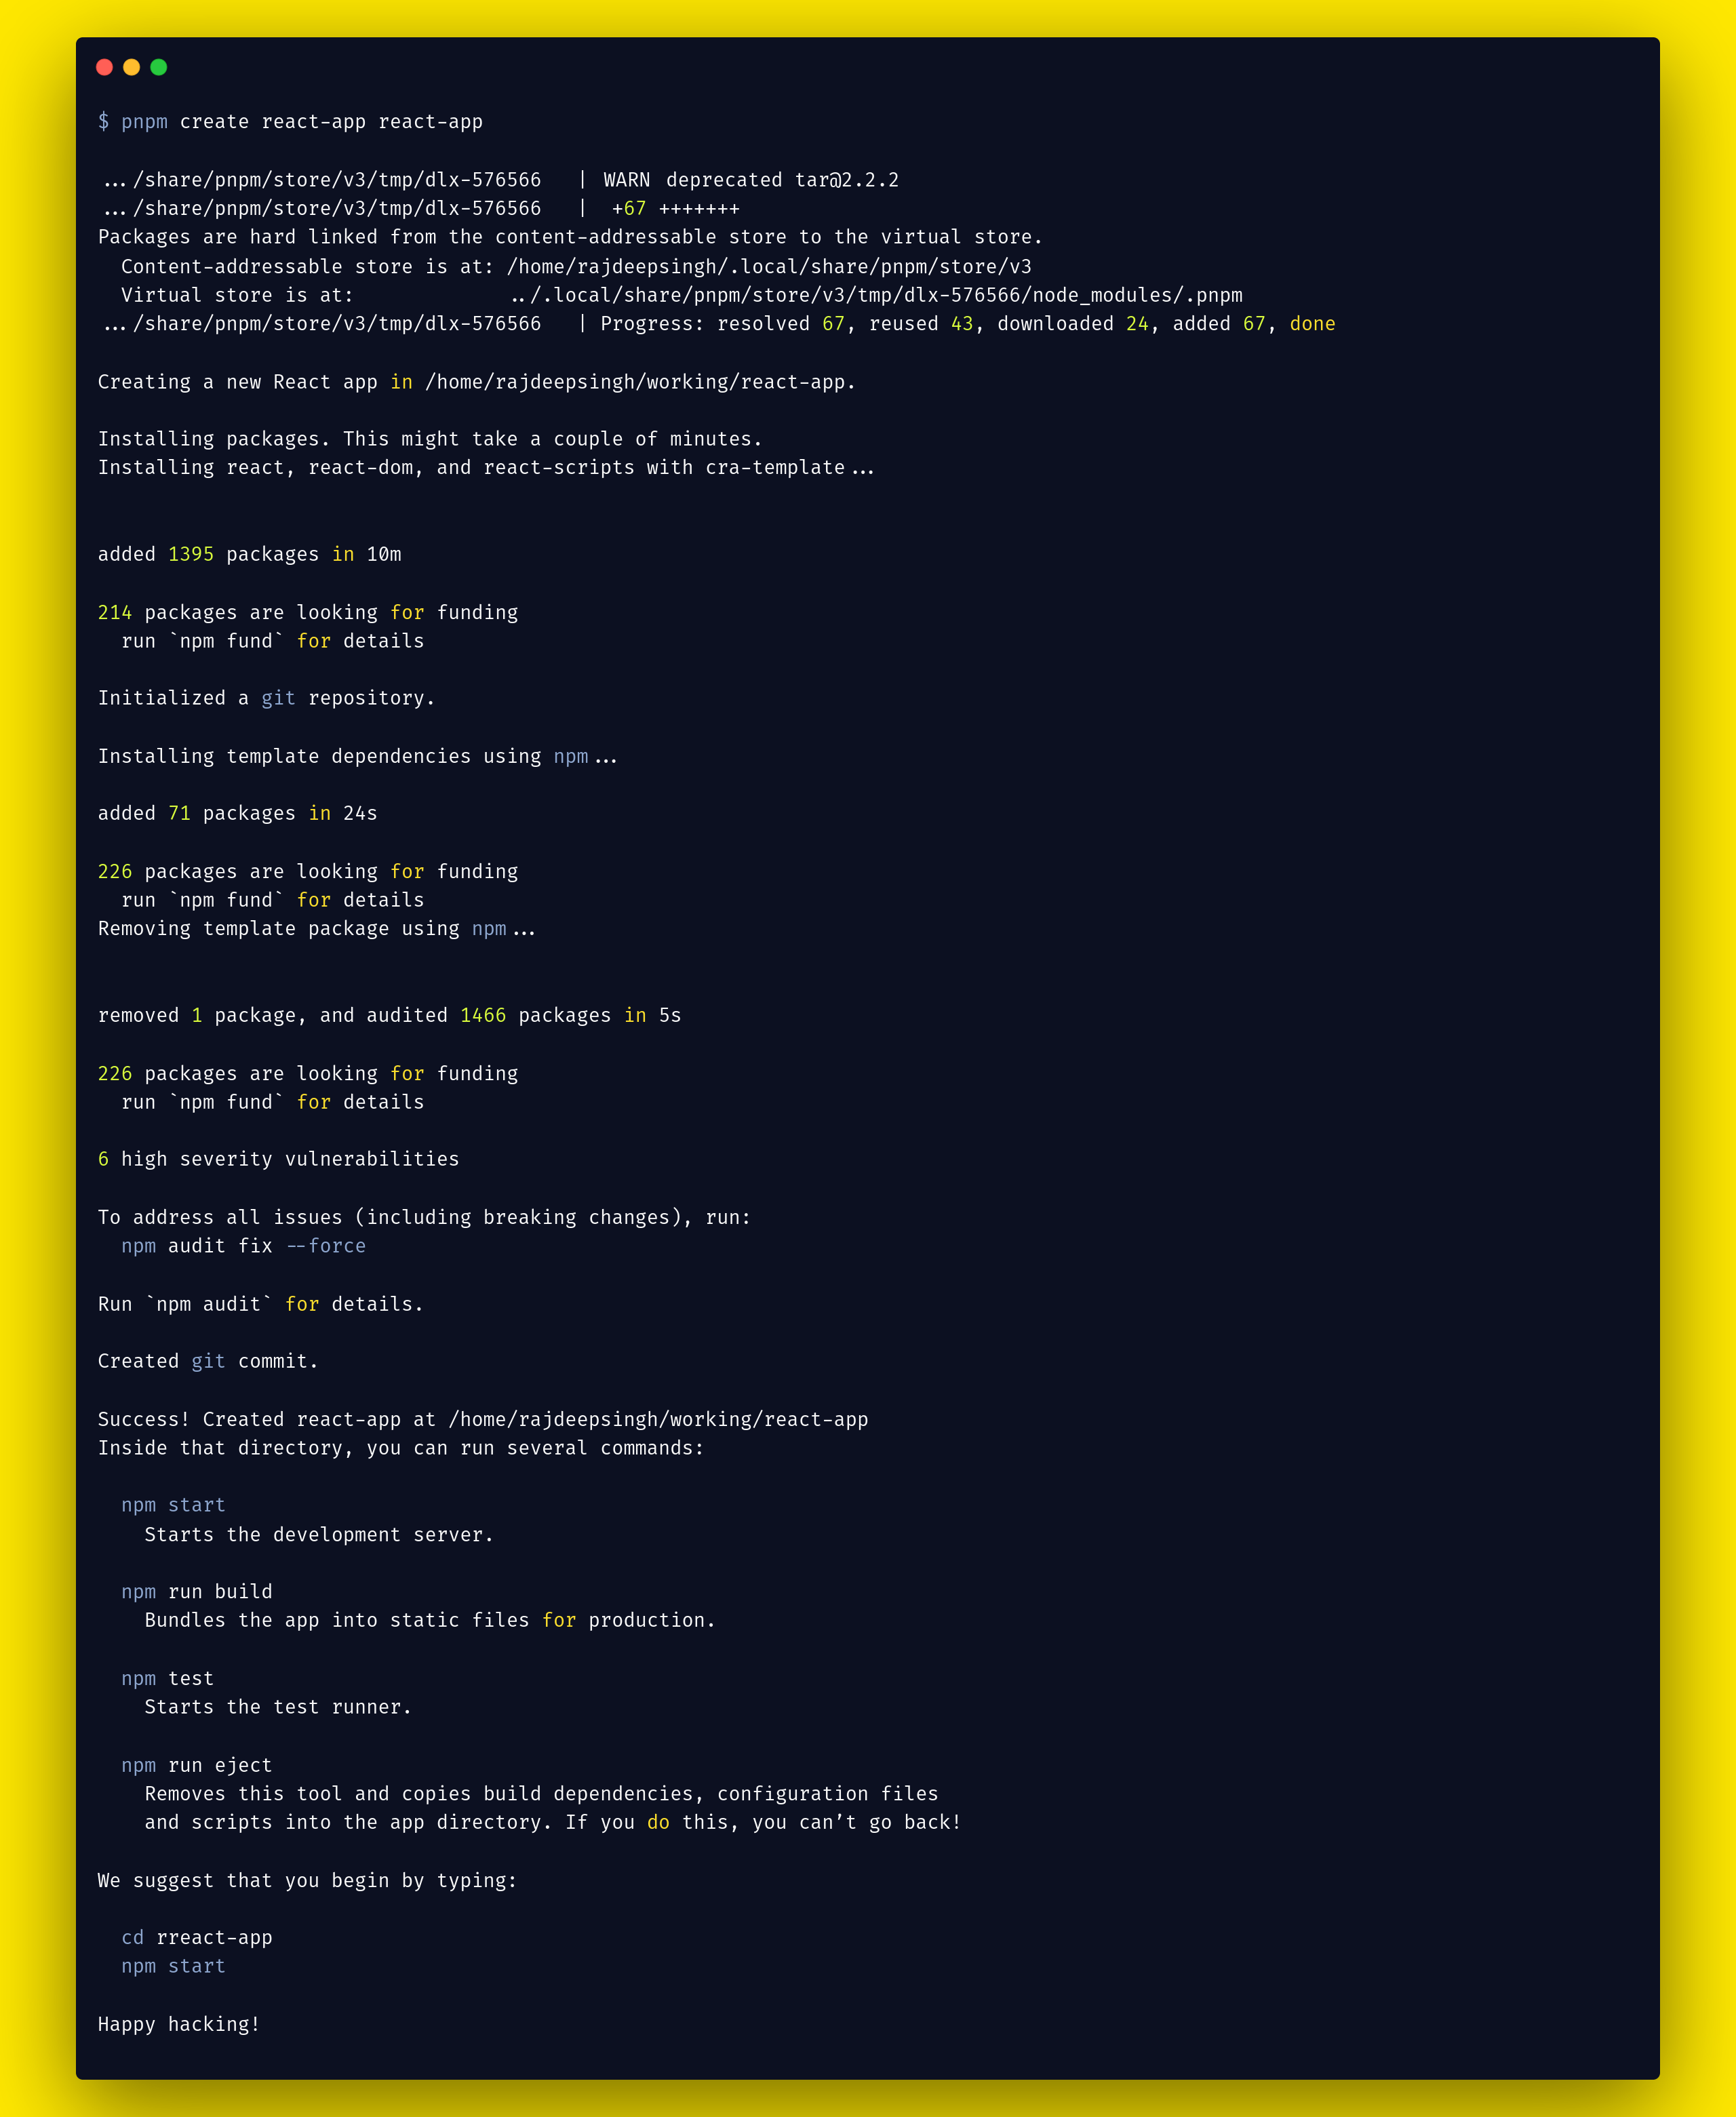 $ pnpm create react-app react-app
.../share/pnpm/store/v3/tmp/dlx-576566   | WARN deprecated tar@2.2.2
.../share/pnpm/store/v3/tmp/dlx-576566   |  +67 +++++++
Packages are hard linked from the content-addressable store to the virtual store.
  Content-addressable store is at: /home/rajdeepsingh/.local/share/pnpm/store/v3
  Virtual store is at:             ../.local/share/pnpm/store/v3/tmp/dlx-576566/node_modules/.pnpm
.../share/pnpm/store/v3/tmp/dlx-576566   | Progress: resolved 67, reused 43, downloaded 24, added 67, done
Creating a new React app in /home/rajdeepsingh/working/react-app.
Installing packages. This might take a couple of minutes.
Installing react, react-dom, and react-scripts with cra-template...
added 1395 packages in 10m
214 packages are looking for funding
  run `npm fund` for details
Initialized a git repository.
Installing template dependencies using npm...
added 71 packages in 24s
226 packages are looking for funding
  run `npm fund` for details
Removing template package using npm...
removed 1 package, and audited 1466 packages in 5s
226 packages are looking for funding
  run `npm fund` for details
6 high severity vulnerabilities
To address all issues (including breaking changes), run:
  npm audit fix --force
Run `npm audit` for details.
Created git commit.
Success! Created react-app at /home/rajdeepsingh/working/react-app
Inside that directory, you can run several commands:
  npm start
    Starts the development server.
  npm run build
    Bundles the app into static files for production.
  npm test
    Starts the test runner.
  npm run eject
    Removes this tool and copies build dependencies, configuration files
    and scripts into the app directory. If you do this, you can’t go back!
We suggest that you begin by typing:
  cd rreact-app
  npm start
Happy hacking!